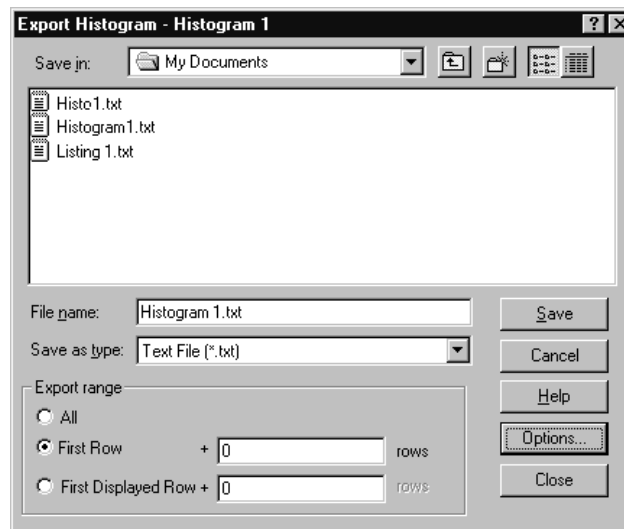 Export Histogram - Histogram 1
Save in: My Documents
Histo1.txt
Histogram1.txt
Listing 1.txt
File name: Histogram 1.txt Save
Save as type: Text File (*.txt) Cancel
Export range Help
All
First Row + 0 rows Options...
First Displayed Row + 0 rows Close